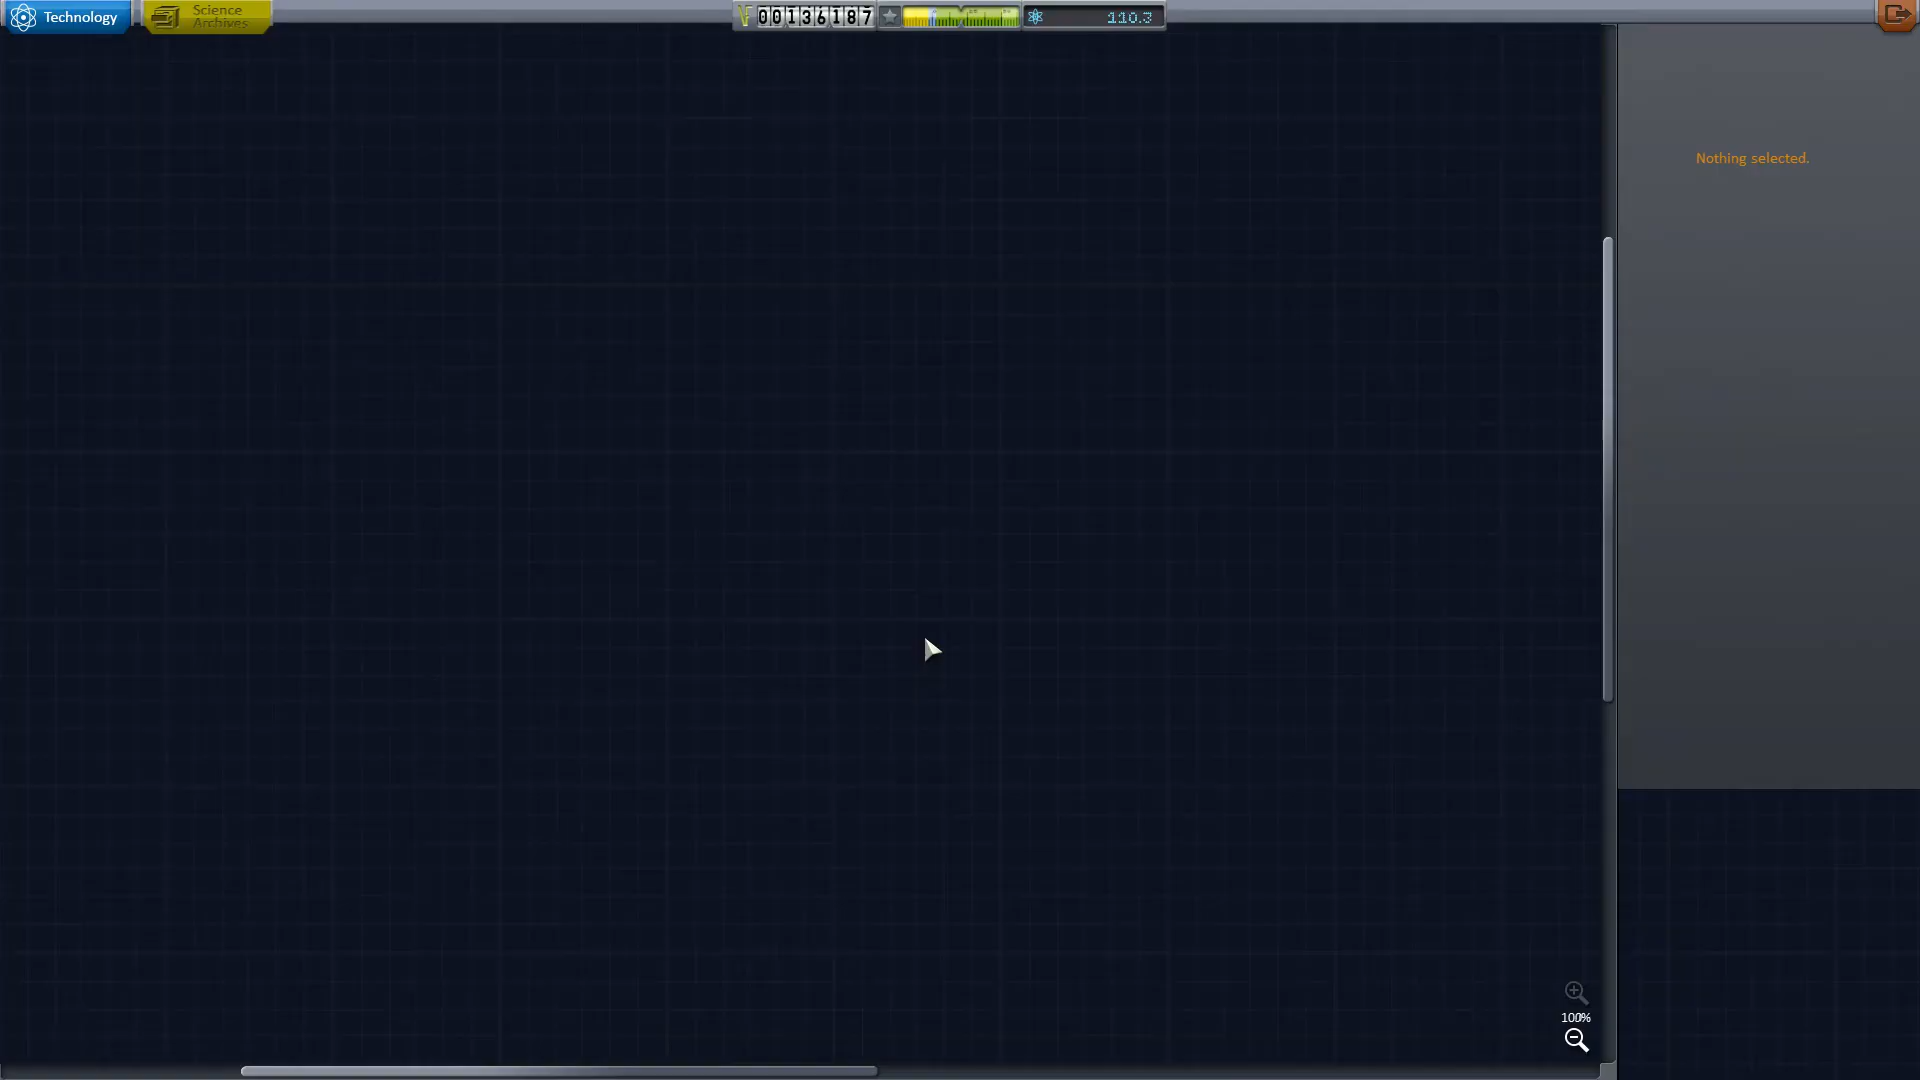 Technology
Science
Archives
00136187
110.3
Nothing selected.
100%